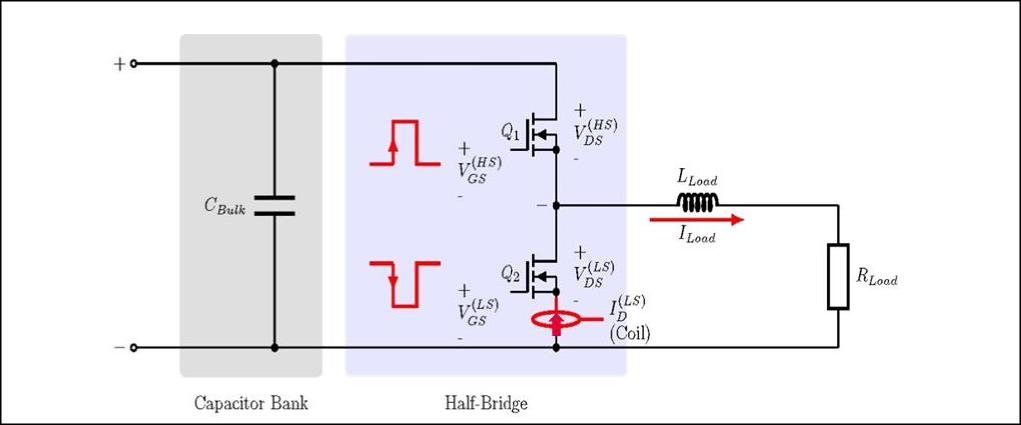 +
Q1
+
V_DS^(HS)
-
+
V_GS^(HS)
-
L_Load
C_Bulk
−
I_Load
Q2
+
V_DS^(LS)
-
R_Load
+
V_GS^(LS)
-
I_D^(LS)
(Coil)
−
Capacitor Bank
Half-Bridge